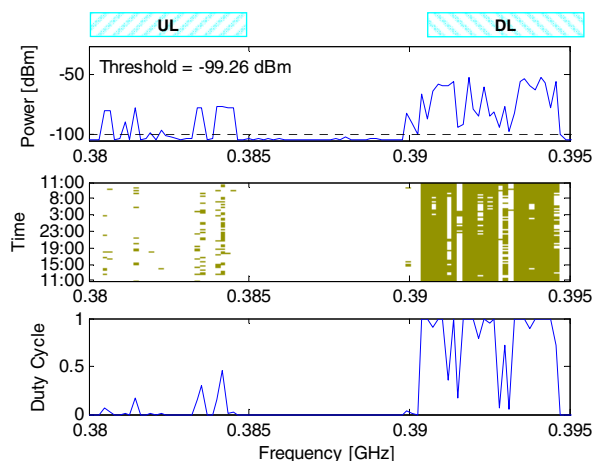 UL DL
Threshold = -99.26 dBm
Power [dBm]
-50
-100
0.38 0.385 0.39 0.395
Time
11:00
8:00
3:00
23:00
19:00
15:00
11:00
0.38 0.385 0.39 0.395
Duty Cycle
1
0.5
0
0.38 0.385 0.39 0.395
Frequency [GHz]